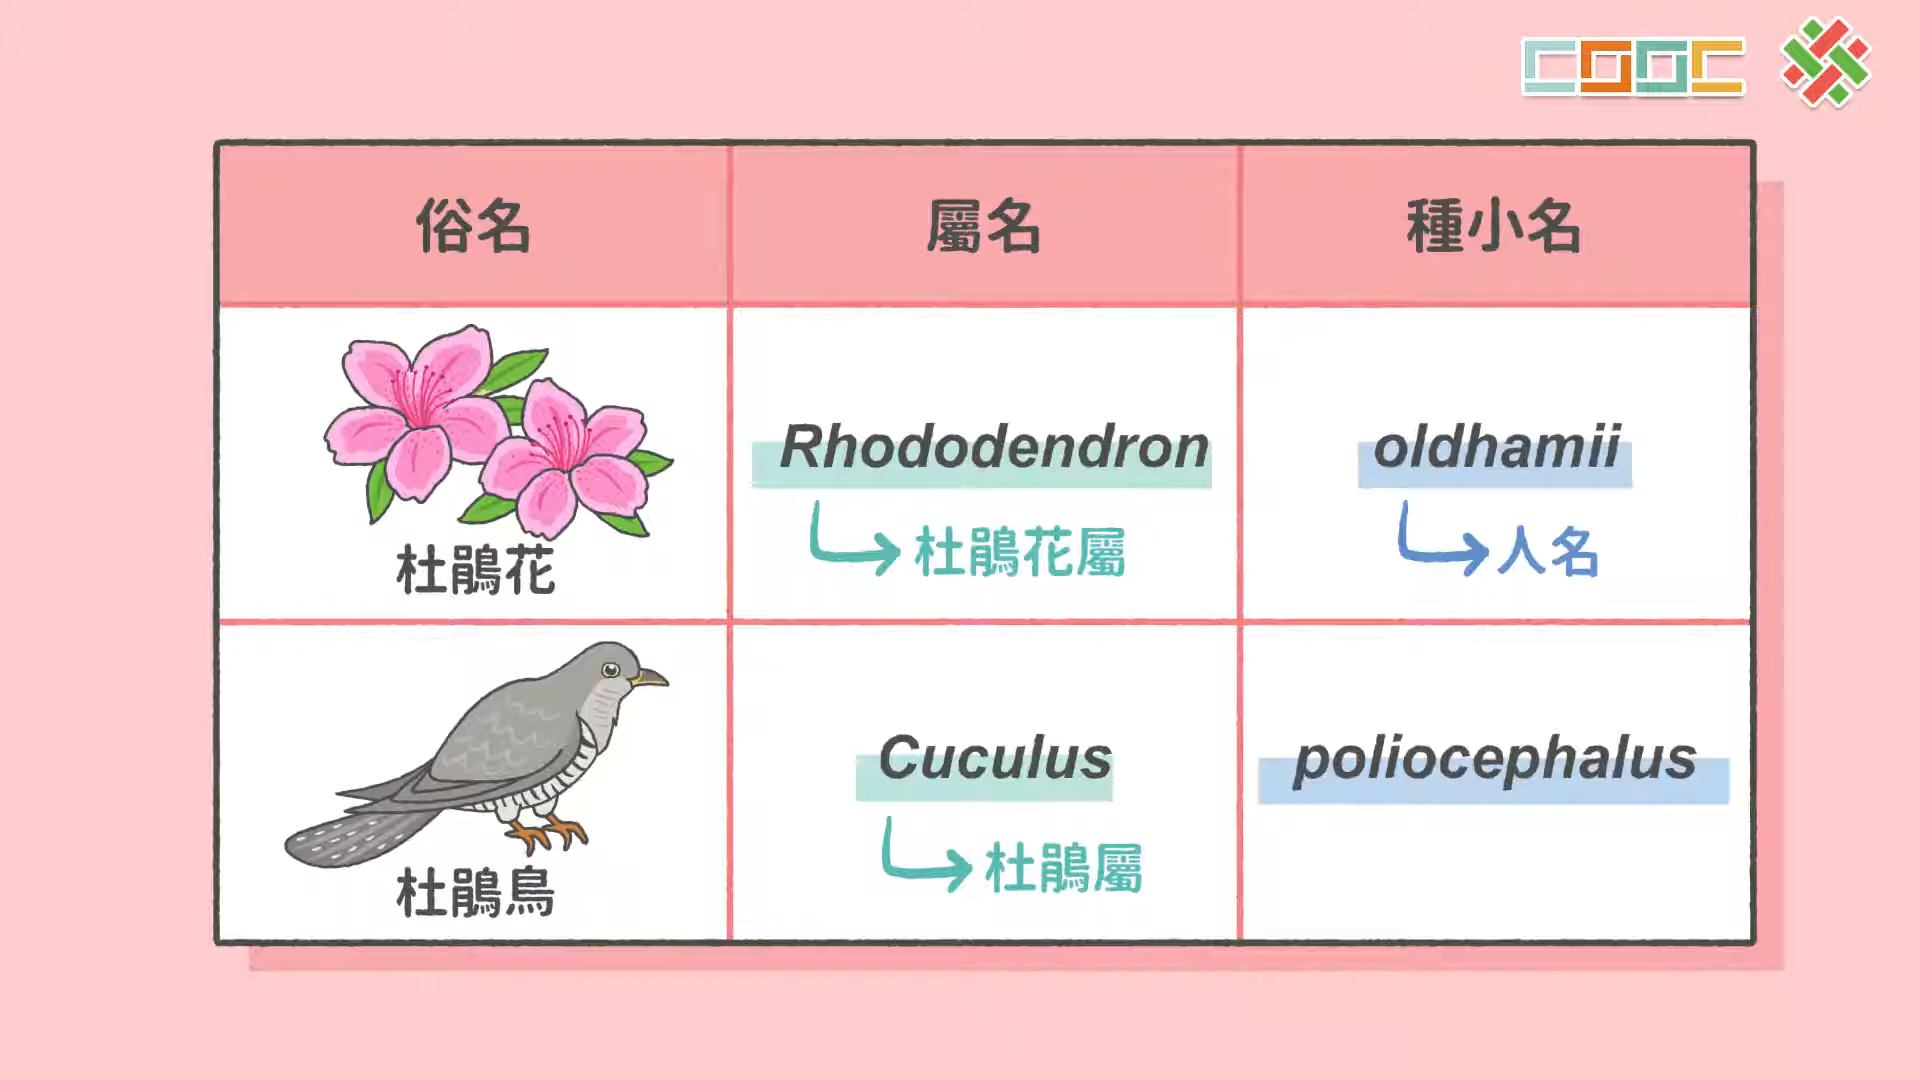 COOC
俗名 屬名 種小名
Rhododendron oldhamii
杜鵑花屬 人名
杜鵑花
Cuculus poliocephalus
杜鵑屬
杜鵑鳥